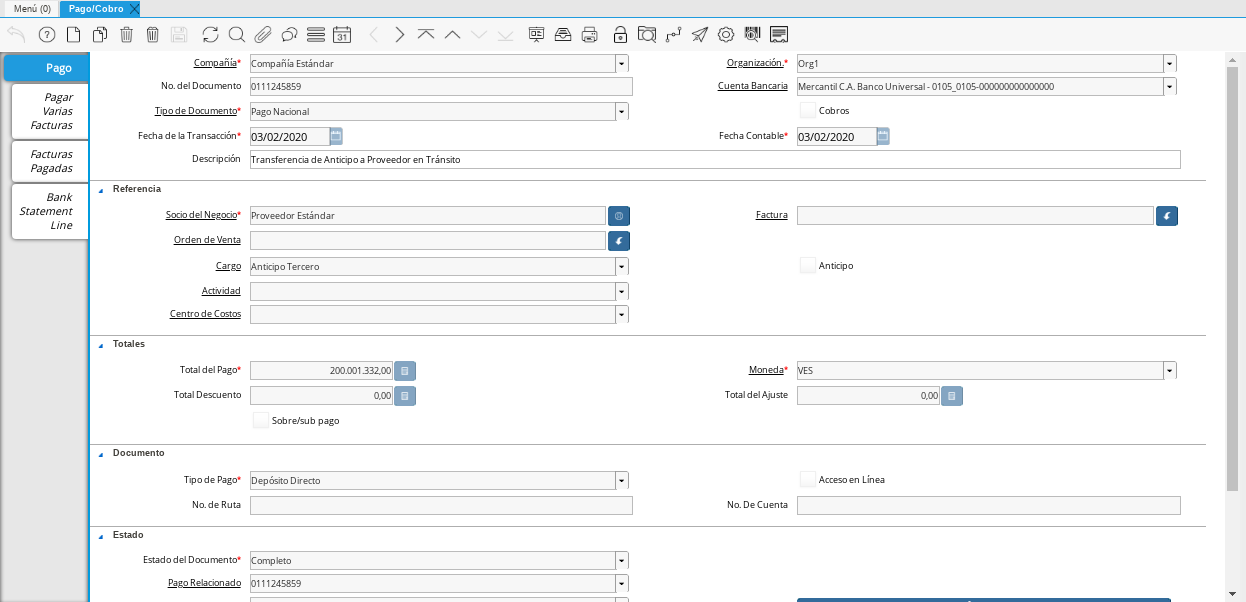 Menú (0)
Pago/Cobro
31
Pago
Pagar
Varias
Facturas
Facturas
Pagadas
Bank
Statement
Line
Compañía* Compañía Estándar
Organización.* Org1
No. del Documento 0111245859
Cuenta Bancaria Mercantil C.A. Banco Universal - 0105_0105-000000000000000
Tipo de Documento* Pago Nacional
Cobros
Fecha de la Transacción* 03/02/2020
Fecha Contable* 03/02/2020
Descripción Transferencia de Anticipo a Proveedor en Tránsito
Referencia
Socio del Negocio* Proveedor Estándar
Factura
Orden de Venta
Cargo Anticipo Tercero
Anticipo
Actividad
Centro de Costos
Totales
Total del Pago* 200.001.332,00
Moneda* VES
Total Descuento 0,00
Total del Ajuste 0,00
Sobre/sub pago
Documento
Tipo de Pago* Depósito Directo
Acceso en Línea
No. de Ruta
No. De Cuenta
Estado
Estado del Documento* Completo
Pago Relacionado 0111245859